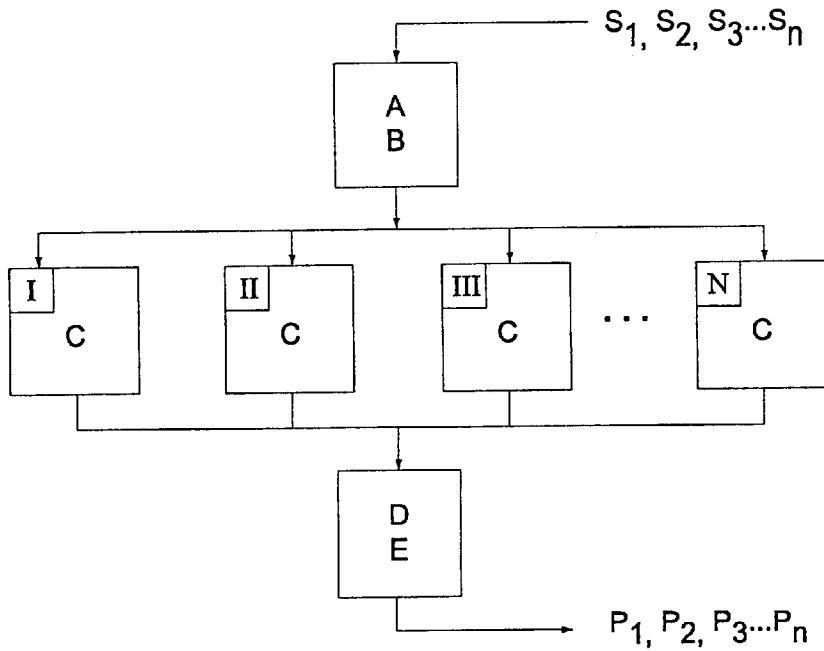 S1, S2, S3...Sn
A
B
I II III N
C C C ... C
D
E
P1, P2, P3...Pn